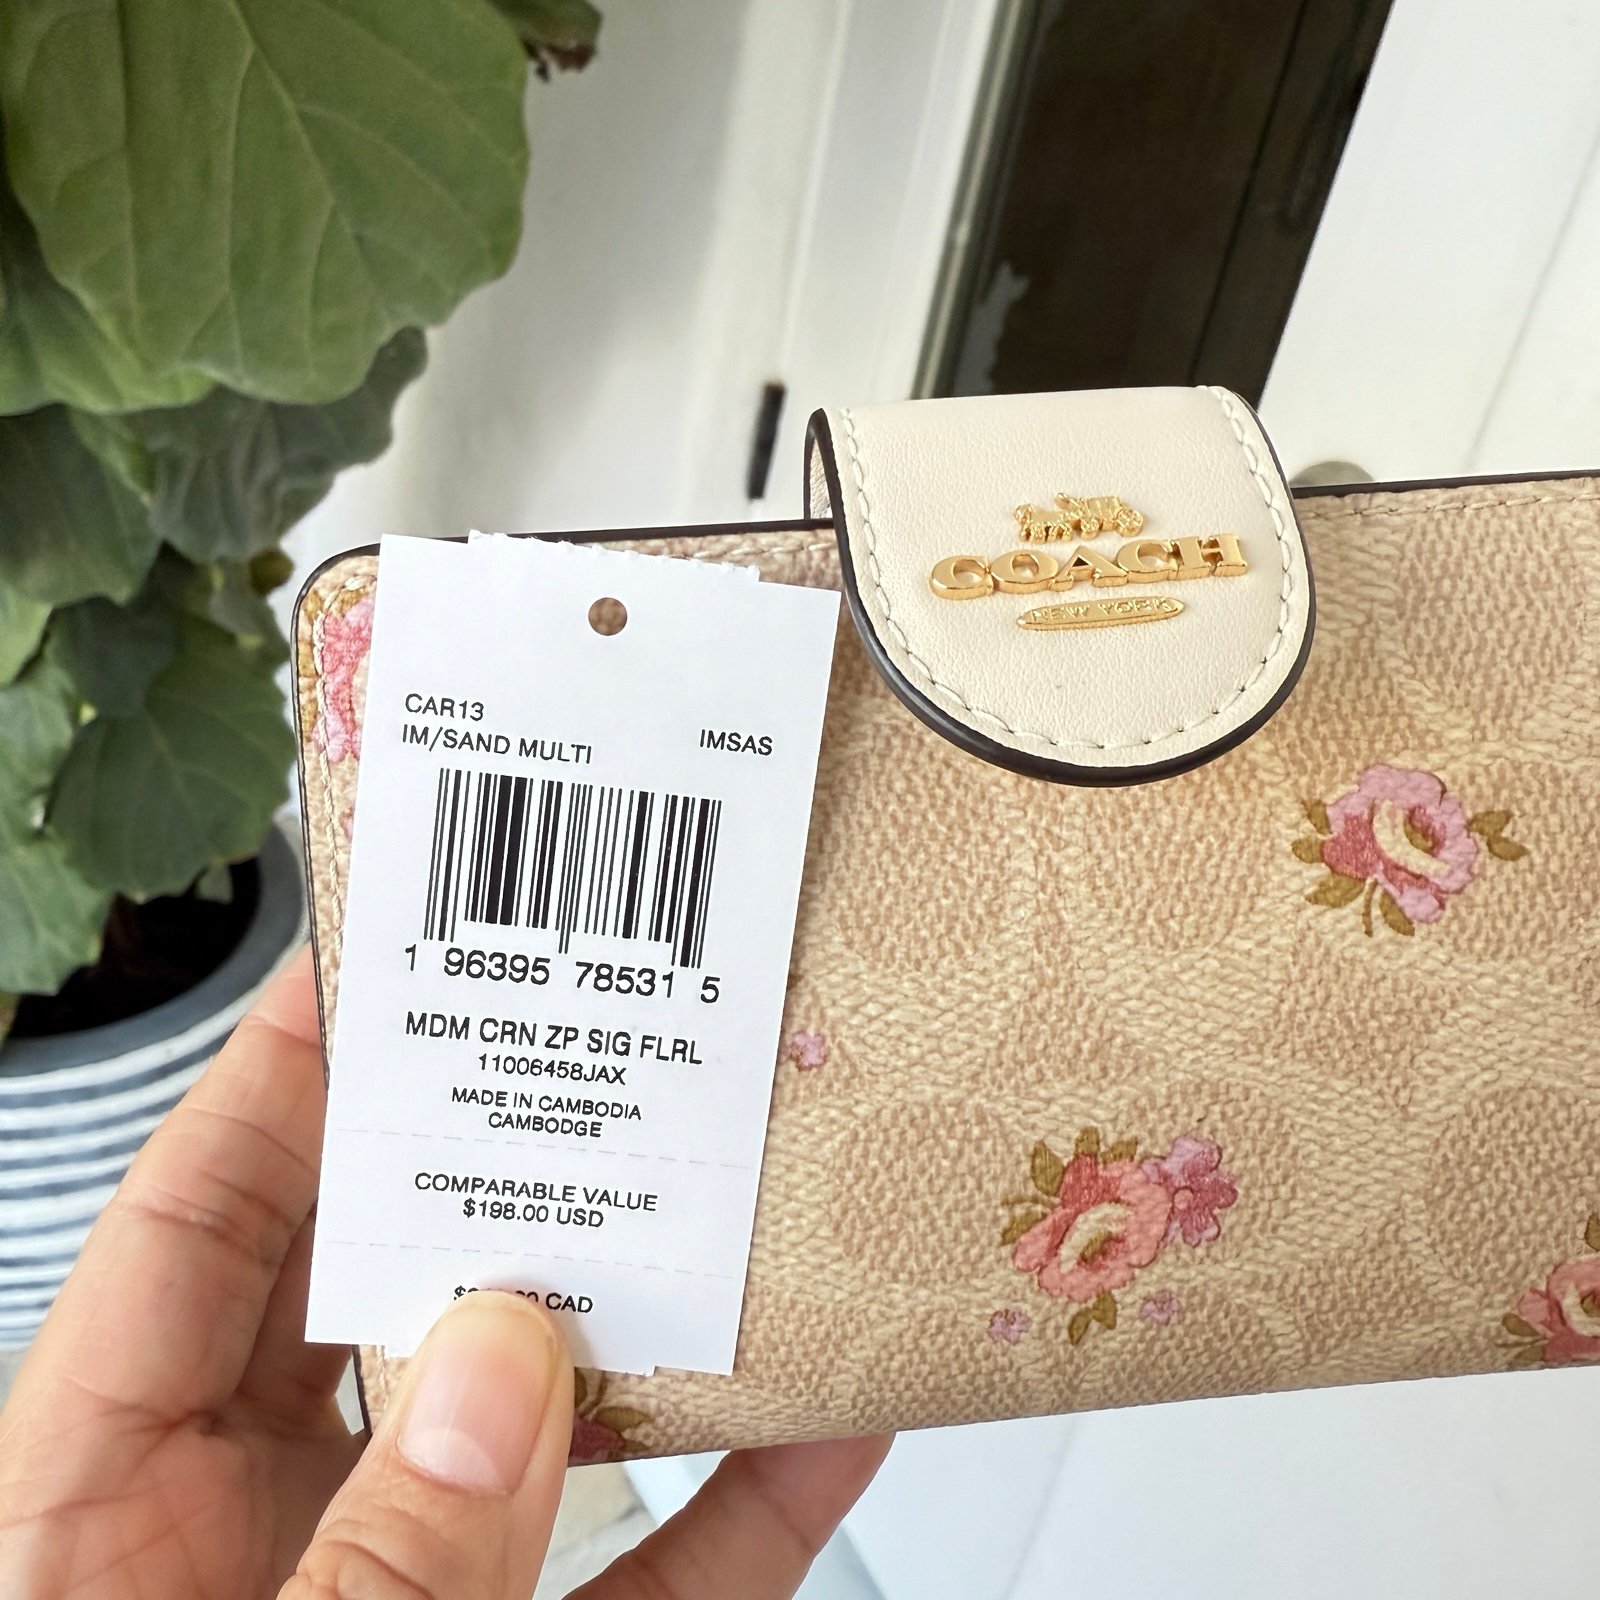 COACH
NEW YORK
CAR13
IM/SAND MULTI IMSAS
1 96395 78531 5
MDM CRN ZP SIG FLRL
11006458JAX
MADE IN CAMBODIA
CAMBODGE
COMPARABLE VALUE
$198.00 USD
CAD